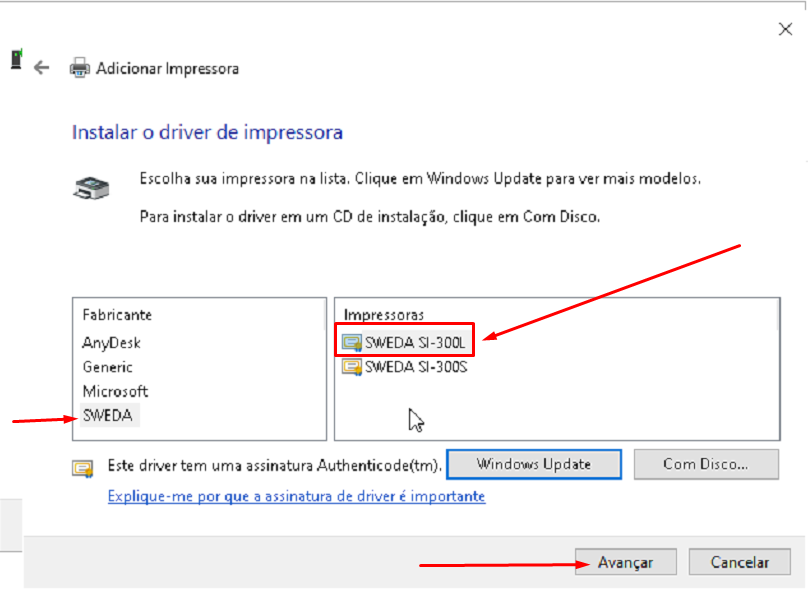 Adicionar Impressora
Instalar o driver de impressora
Escolha sua impressora na lista. Clique em Windows Update para ver mais modelos.
Para instalar o driver em um CD de instalação, clique em Com Disco.
Fabricante
AnyDesk
Generic
Microsoft
SWEDA
Impressoras
SWEDA SI-300L
SWEDA SI-300S
Este driver tem uma assinatura Authenticode(tm).
Windows Update
Com Disco...
Explique-me por que a assinatura de driver é importante
Avançar
Cancelar